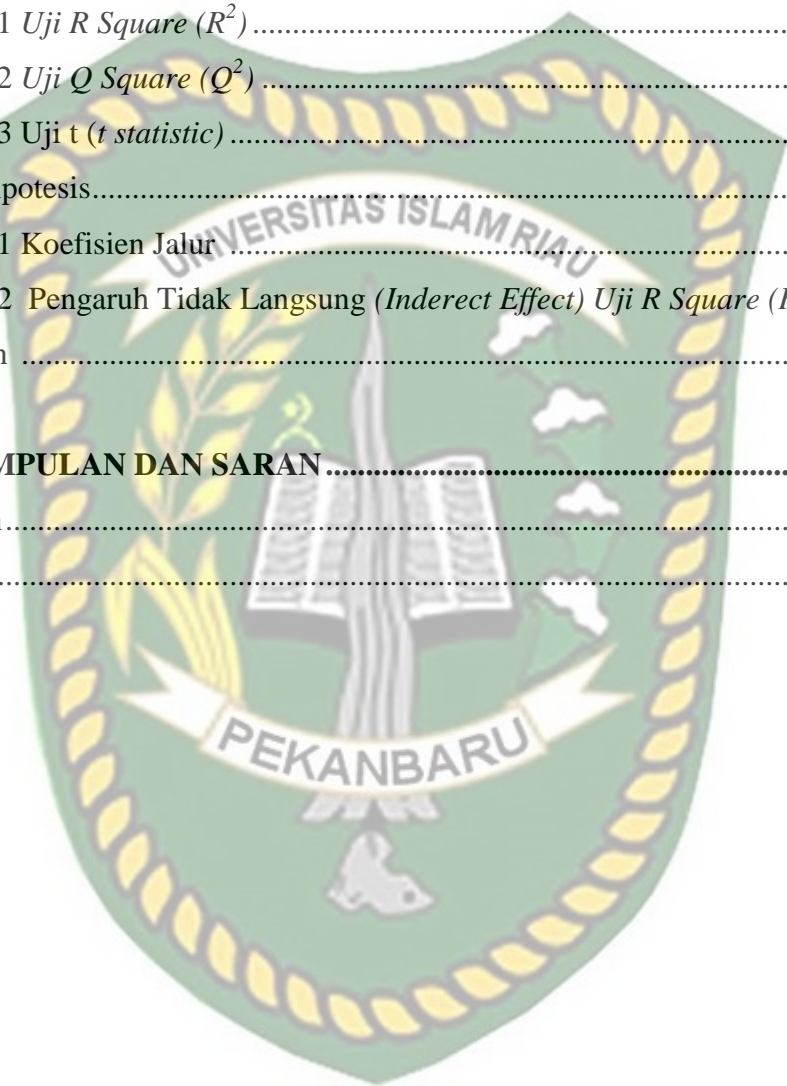 1 Uji R Square (R²) ....................................................................
2 Uji Q Square (Q²) ..................................................................
3 Uji t (t statistic) ......................................................................
potesis........................................................................................
UNIVERSITAS ISLAM RIAU
1 Koefisien Jalur ......................................................................
2 Pengaruh Tidak Langsung (Inderect Effect) Uji R Square (
n ................................................................................................
MPULAN DAN SARAN..........................................................
n..................................................................................................
....................................................................................................
PEKANBARU